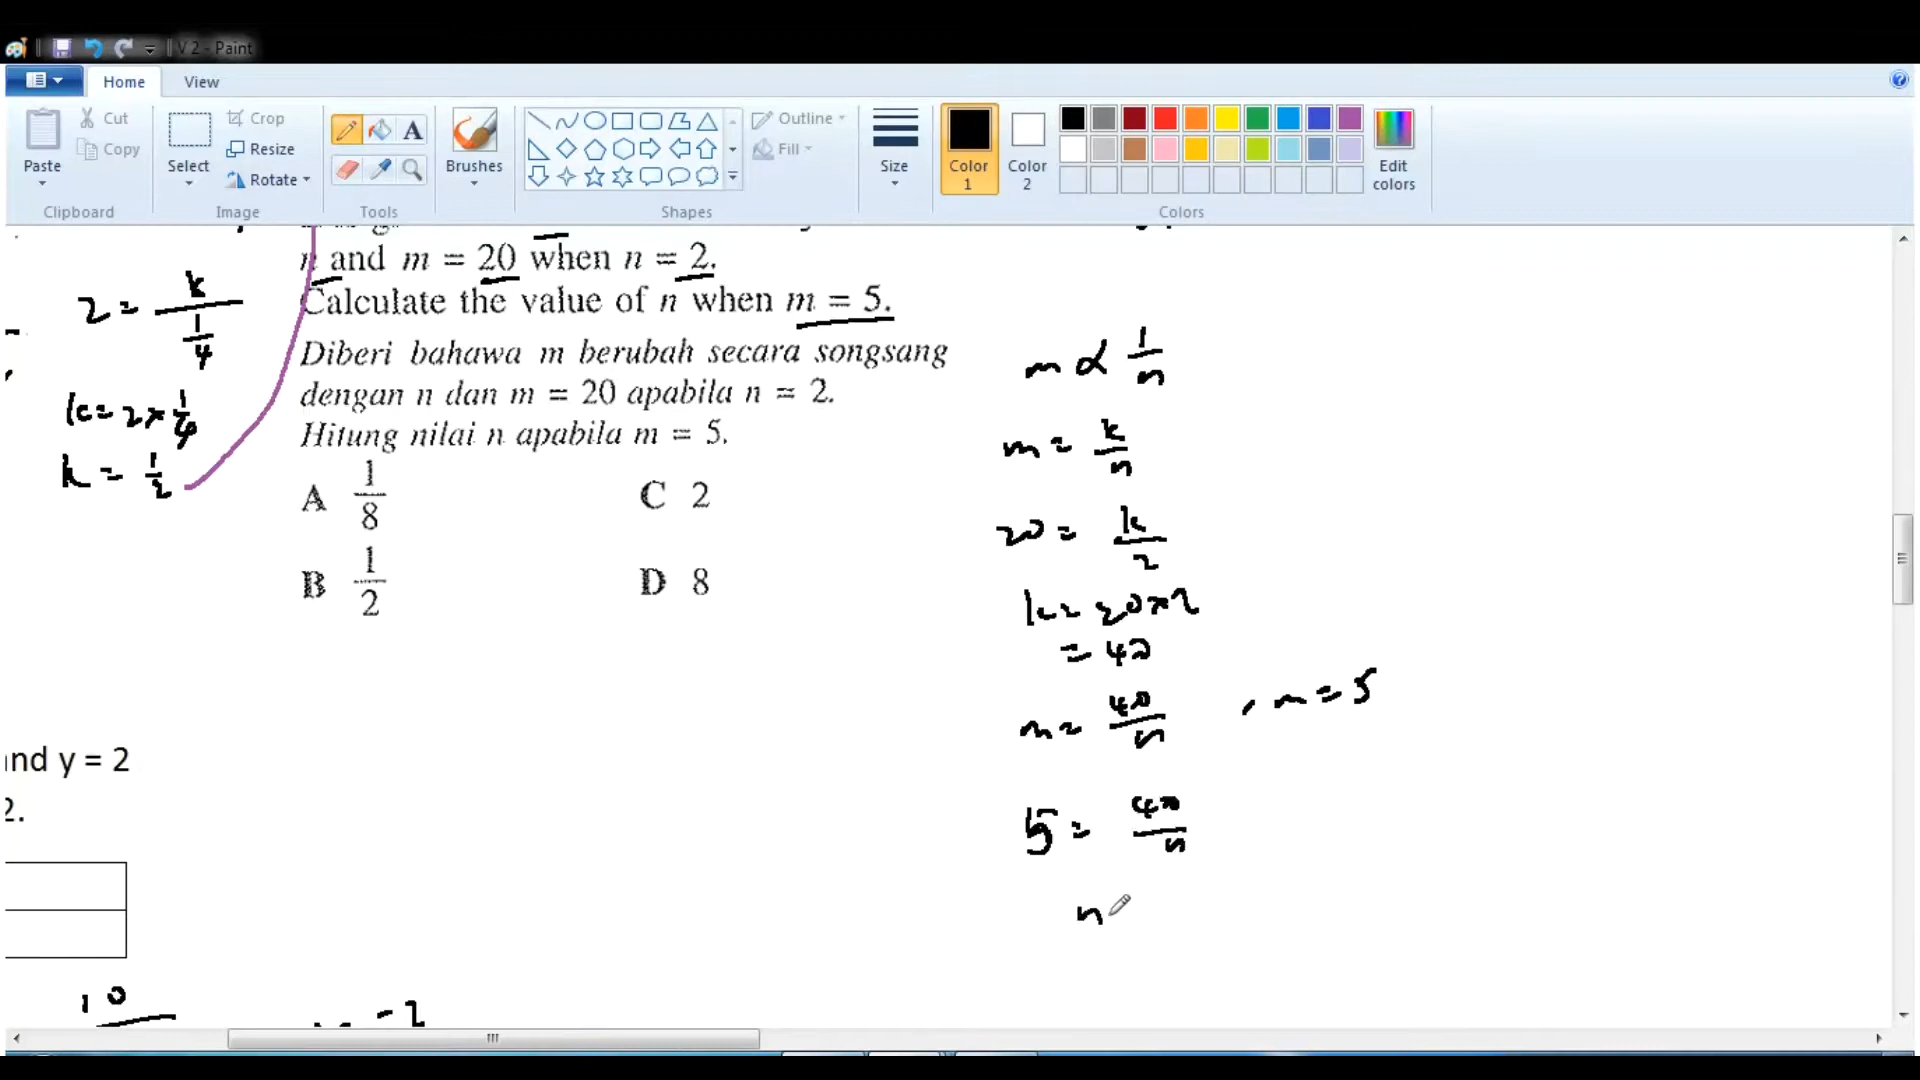 V 2 - Paint
Home View
Paste
Cut
Copy
Clipboard
Select
Crop
Resize
Rotate
Image
A
Tools
Brushes
Shapes
Outline
Fill
Size
Color 1
Color 2
Edit colors
Colors
n and m = 20 when n = 2.
Calculate the value of n when m = 5.
Diberi bahawa m berubah secara songsang
dengan n dan m = 20 apabila n = 2.
Hitung nilai n apabila m = 5.
A 1/8 C 2
B 1/2 D 8
2 = k/(1/4)
k = 2 × 1/4
k = 1/2
nd y = 2
2.
10
-2
m ∝ 1/n
m = k/n
20 = k/2
k = 20 × 2
= 40
m = 40/n , m = 5
5 = 40/n
n